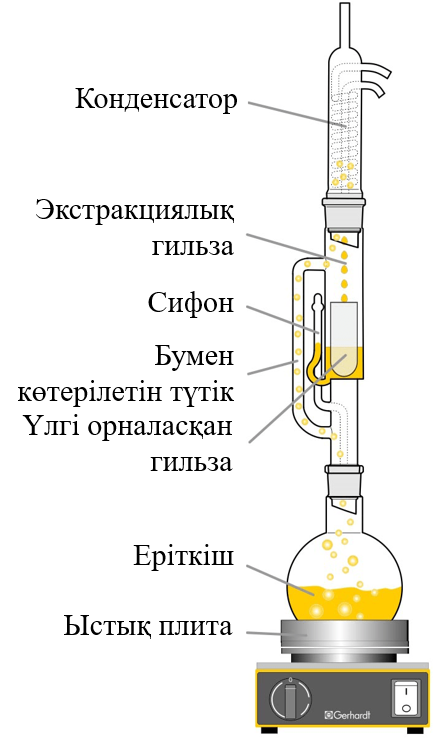 Конденсатор
Экстракциялық
гильза
Сифон
Бумен
көтерілетін түтік
Үлгі орналасқан
гильза
Еріткіш
Ыстық плита
Gerhardt